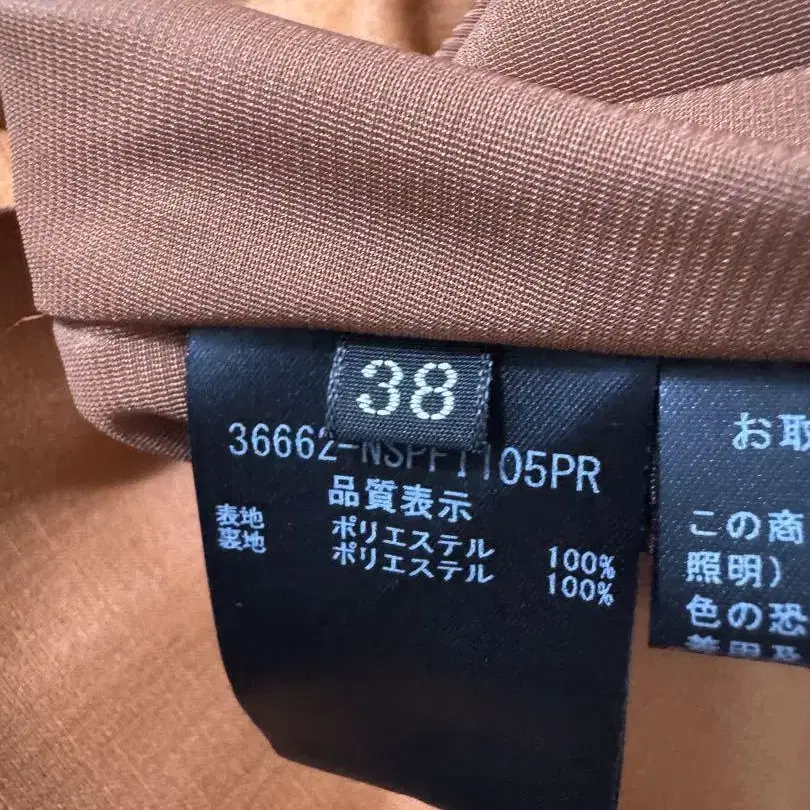 38
36662-NSPF1105PR
品質表示
表地 ポリエステル 100%
裏地 ポリエステル 100%
お取
この商
照明）
色の恐